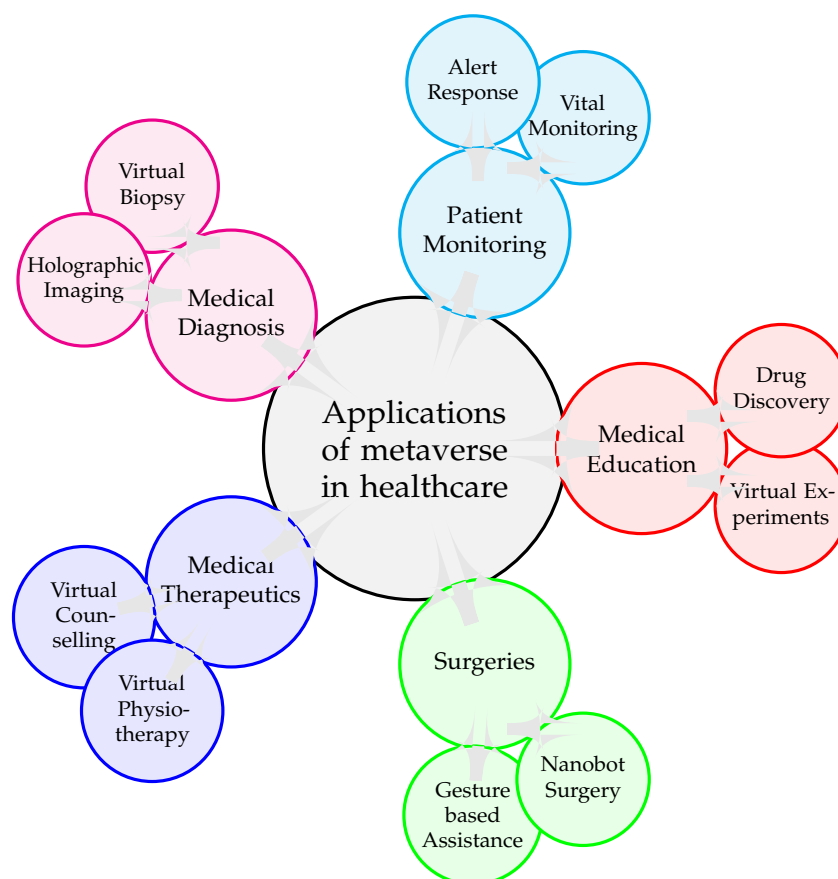 Alert
Response
Vital
Monitoring
Patient
Monitoring
Virtual
Biopsy
Holographic
Imaging
Medical
Diagnosis
Applications
of metaverse
in healthcare
Drug
Discovery
Medical
Education
Virtual Ex-
periments
Medical
Therapeutics
Virtual
Coun-
selling
Virtual
Physio-
therapy
Surgeries
Nanobot
Surgery
Gesture
based
Assistance